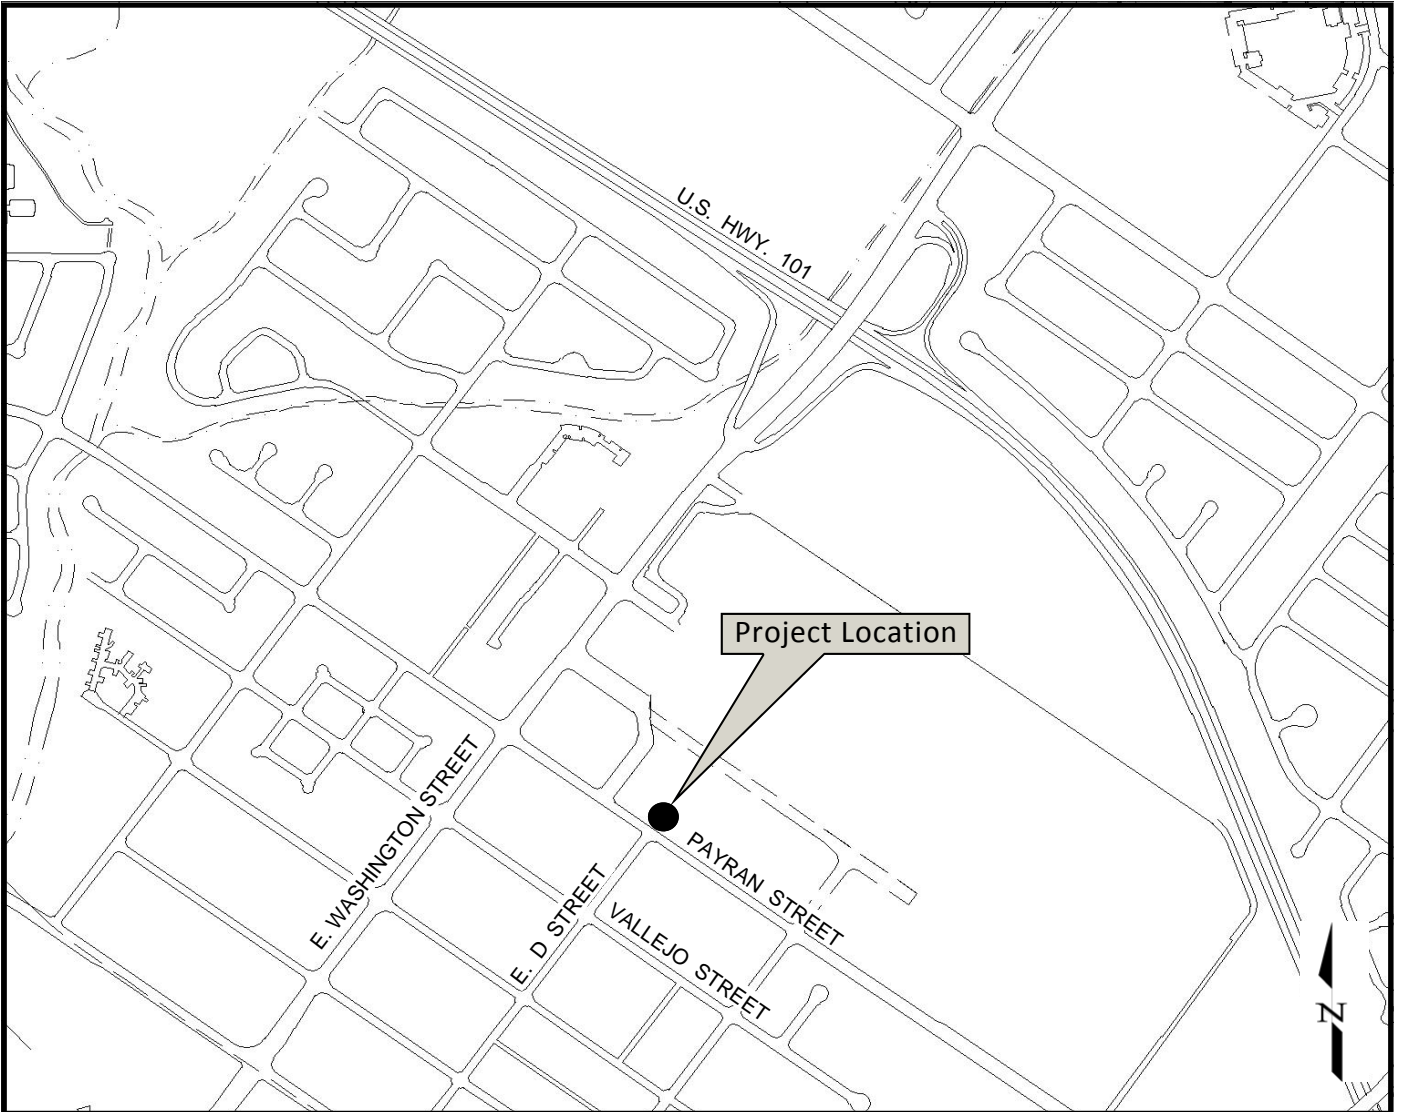 U.S. HWY. 101
Project Location
E. WASHINGTON STREET
PAYRAN STREET
E. D STREET
VALLEJO STREET
N